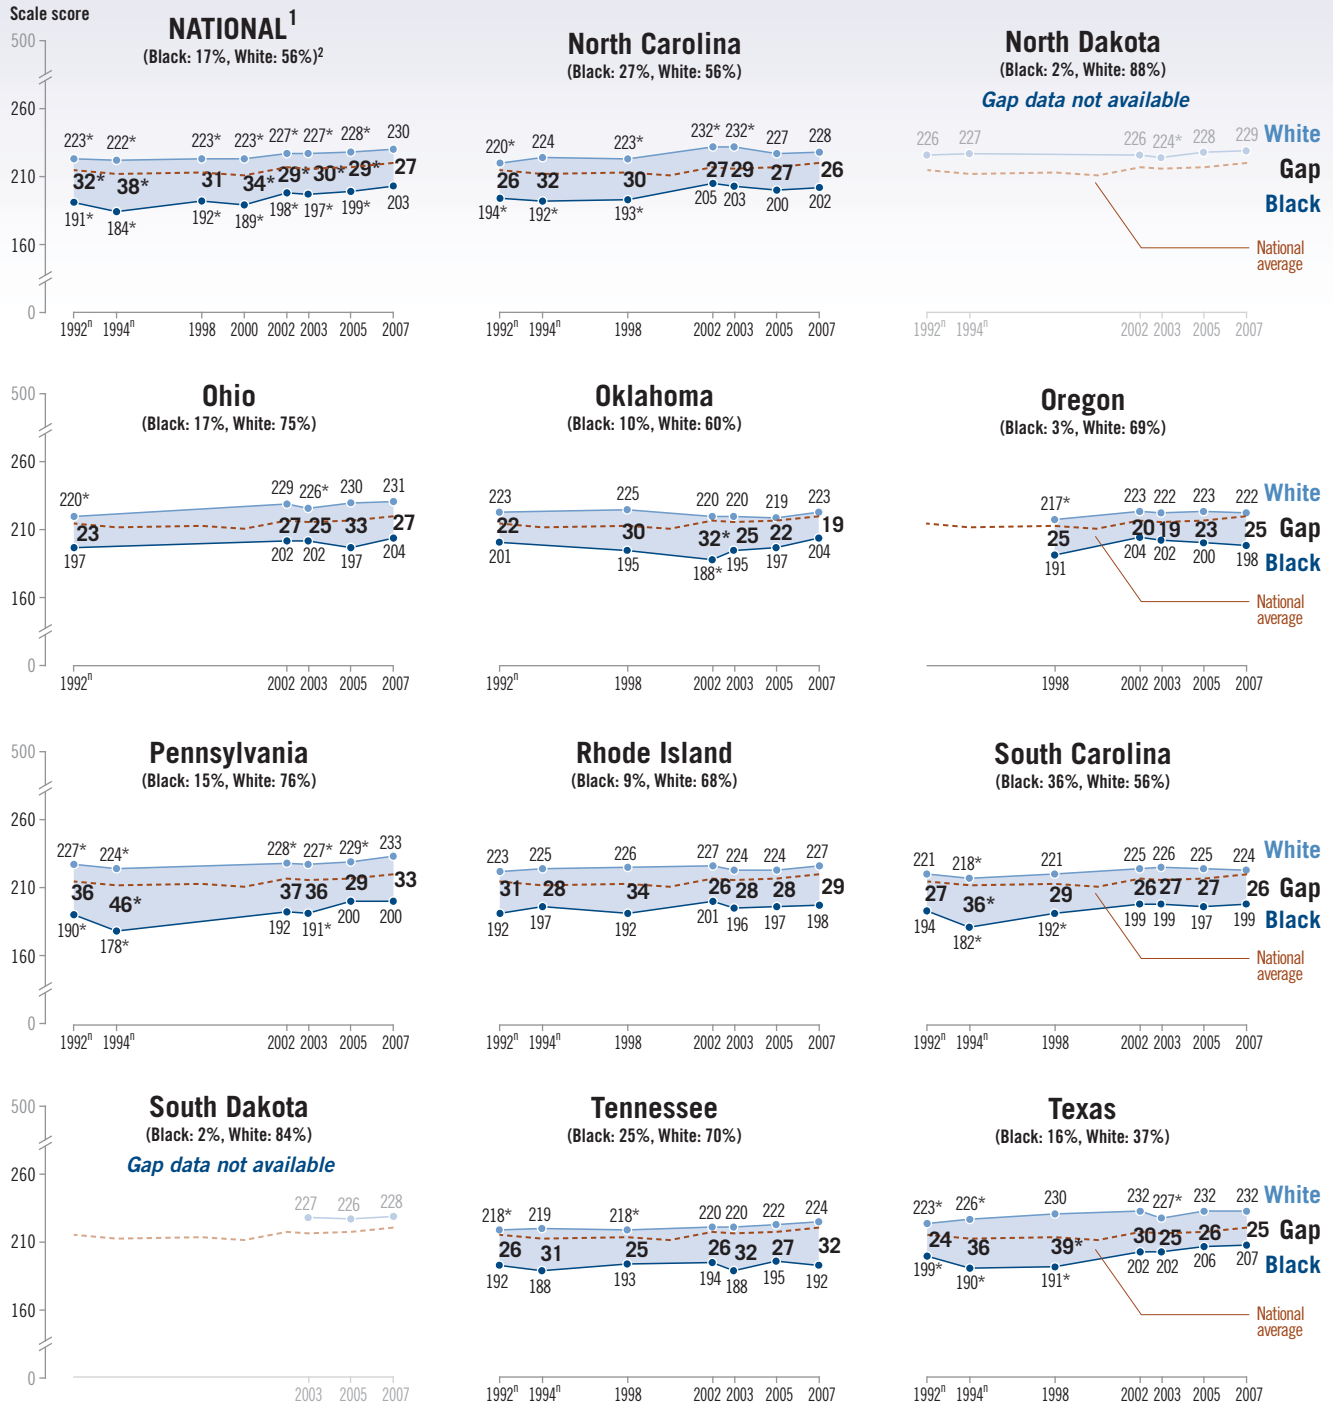 Scale score
NATIONAL¹
(Black: 17%, White: 56%)²
500
260
210
160
0
223* 222* 223* 223* 227* 227* 228* 230
32* 38* 31 34* 29* 30* 29* 27
191* 184* 192* 189* 198* 197* 199* 203
1992ⁿ 1994ⁿ 1998 2000 2002 2003 2005 2007
North Carolina
(Black: 27%, White: 56%)
220* 224 223* 232* 232* 227 228
26 32 30 27 29 27 26
194* 192* 193* 205 203 200 202
1992ⁿ 1994ⁿ 1998 2002 2003 2005 2007
North Dakota
(Black: 2%, White: 88%)
Gap data not available
226 227 226 224* 228 229
White
Gap
Black
National
average
1992ⁿ 1994ⁿ 2002 2003 2005 2007
Ohio
(Black: 17%, White: 75%)
500
260
210
160
0
220* 229 226* 230 231
23 27 25 33 27
197 202 202 197 204
1992ⁿ 2002 2003 2005 2007
Oklahoma
(Black: 10%, White: 60%)
223 225 220 220 219 223
22 30 32* 25 22 19
201 195 188* 195 197 204
1992ⁿ 1998 2002 2003 2005 2007
Oregon
(Black: 3%, White: 69%)
217* 223 222 223 222
25 20 19 23 25
191 204 202 200 198
White
Gap
Black
National
average
1998 2002 2003 2005 2007
Pennsylvania
(Black: 15%, White: 76%)
500
260
210
160
0
227* 224* 228* 227* 229* 233
36 46* 37 36 29 33
190* 178* 192 191* 200 200
1992ⁿ 1994ⁿ 2002 2003 2005 2007
Rhode Island
(Black: 9%, White: 68%)
223 225 226 227 224 224 227
31 28 34 26 28 28 29
192 197 192 201 196 197 198
1992ⁿ 1994ⁿ 1998 2002 2003 2005 2007
South Carolina
(Black: 36%, White: 56%)
221 218* 221 225 226 225 224
27 36* 29 26 27 27 26
194 182* 192* 199 199 197 199
White
Gap
Black
National
average
1992ⁿ 1994ⁿ 1998 2002 2003 2005 2007
South Dakota
(Black: 2%, White: 84%)
Gap data not available
500
260
210
160
0
227 226 228
2003 2005 2007
Tennessee
(Black: 25%, White: 70%)
218* 219 218* 220 220 222 224
26 31 25 26 32 27 32
192 188 193 194 188 195 192
1992ⁿ 1994ⁿ 1998 2002 2003 2005 2007
Texas
(Black: 16%, White: 37%)
223* 226* 230 232 227* 232 232
24 36 39* 30 25 26 25
199* 190* 191* 202 202 206 207
White
Gap
Black
National
average
1992ⁿ 1994ⁿ 1998 2002 2003 2005 2007